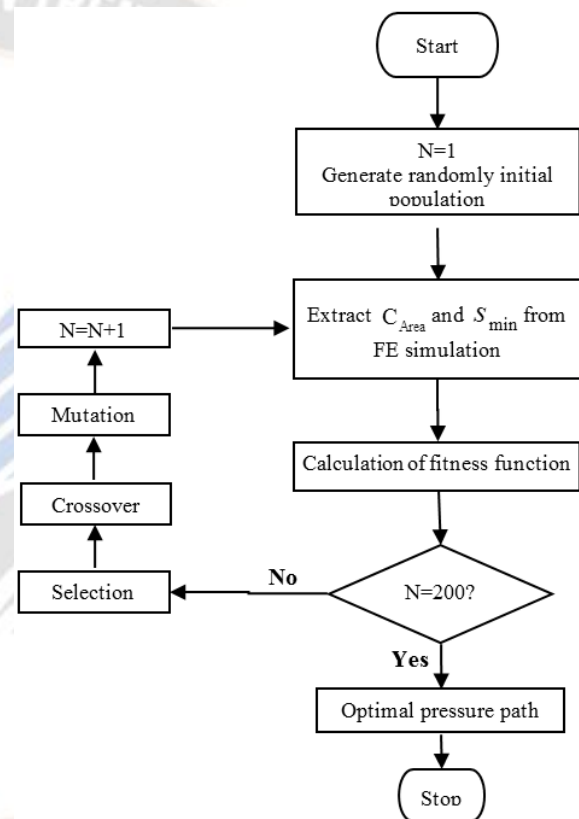 Start
N=1
Generate randomly initial
population
Extract C_Area and S_min from
FE simulation
Calculation of fitness function
N=200?
No
Selection
Crossover
Mutation
N=N+1
Yes
Optimal pressure path
Stop